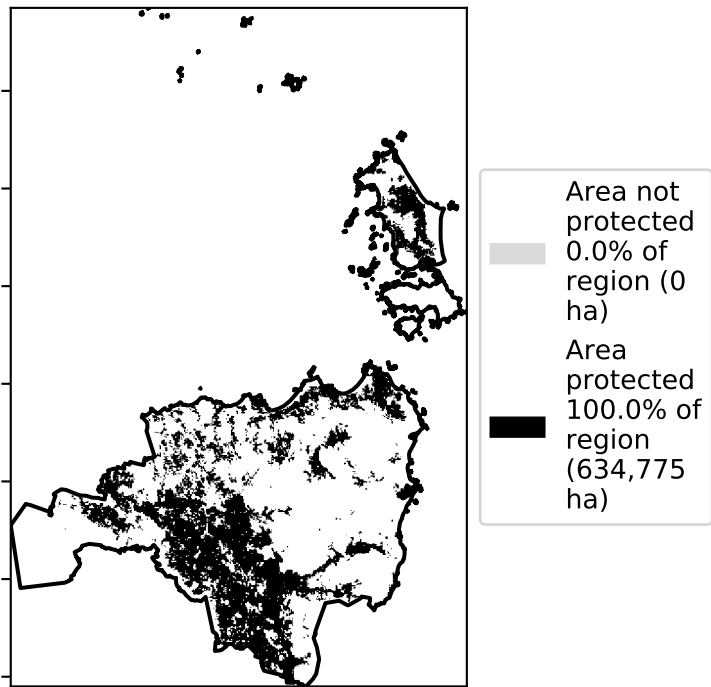 Area not
protected
0.0% of
region (0
ha)
Area
protected
100.0% of
region
(634,775
ha)